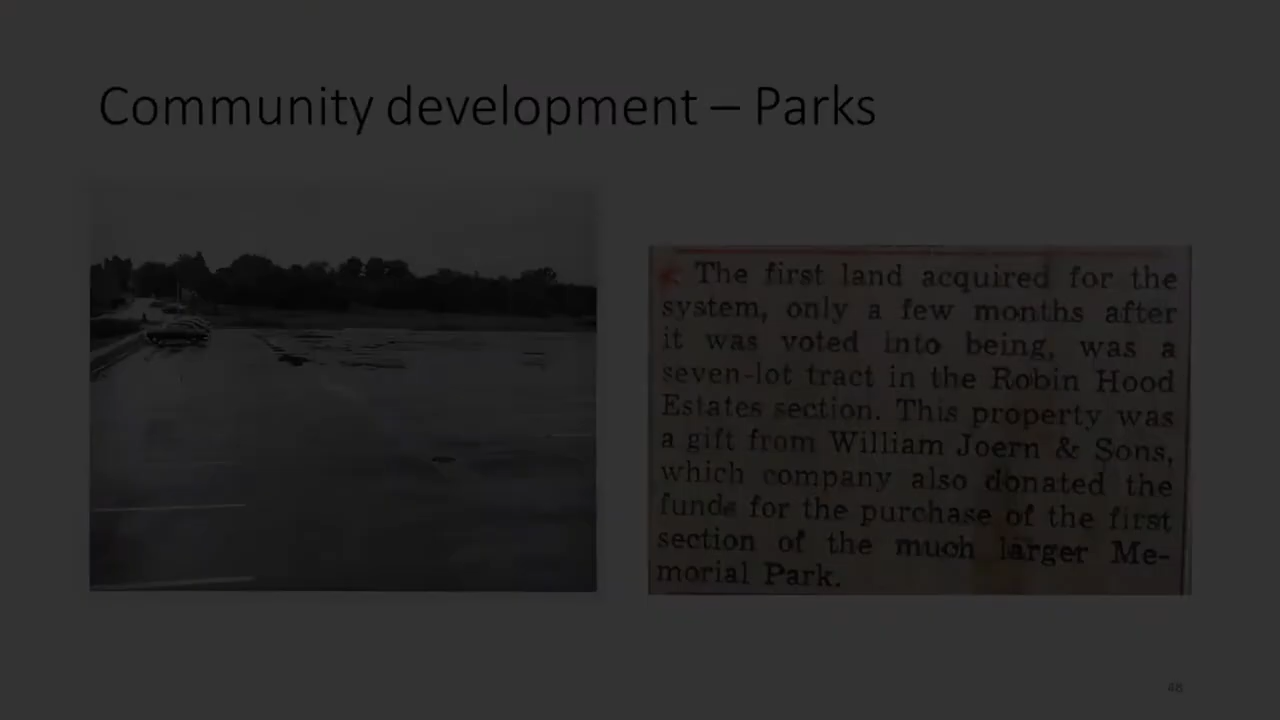 Community development – Parks
The first land acquired for the
system, only a few months after
it was voted into being, was a
seven-lot tract in the Robin Hood
Estates section. This property was
a gift from William Joern & Sons,
which company also donated the
funds for the purchase of the first
section of the much larger Me-
morial Park.
48